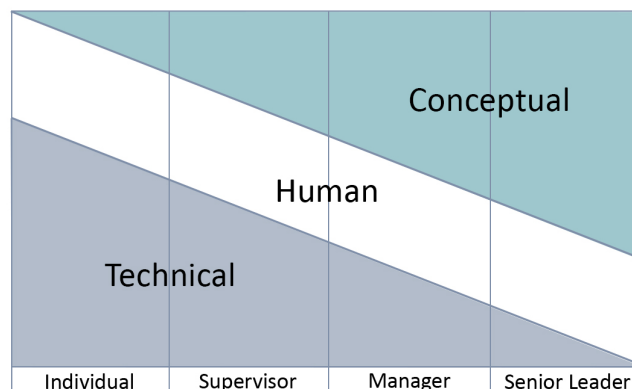 Conceptual
Human
Technical
Individual Supervisor Manager Senior Leader